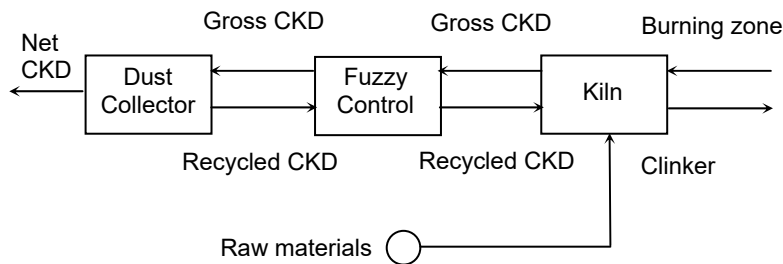 Gross CKD
Gross CKD
Burning zone
Net
CKD
Dust
Collector
Fuzzy
Control
Kiln
Recycled CKD
Recycled CKD
Clinker
Raw materials